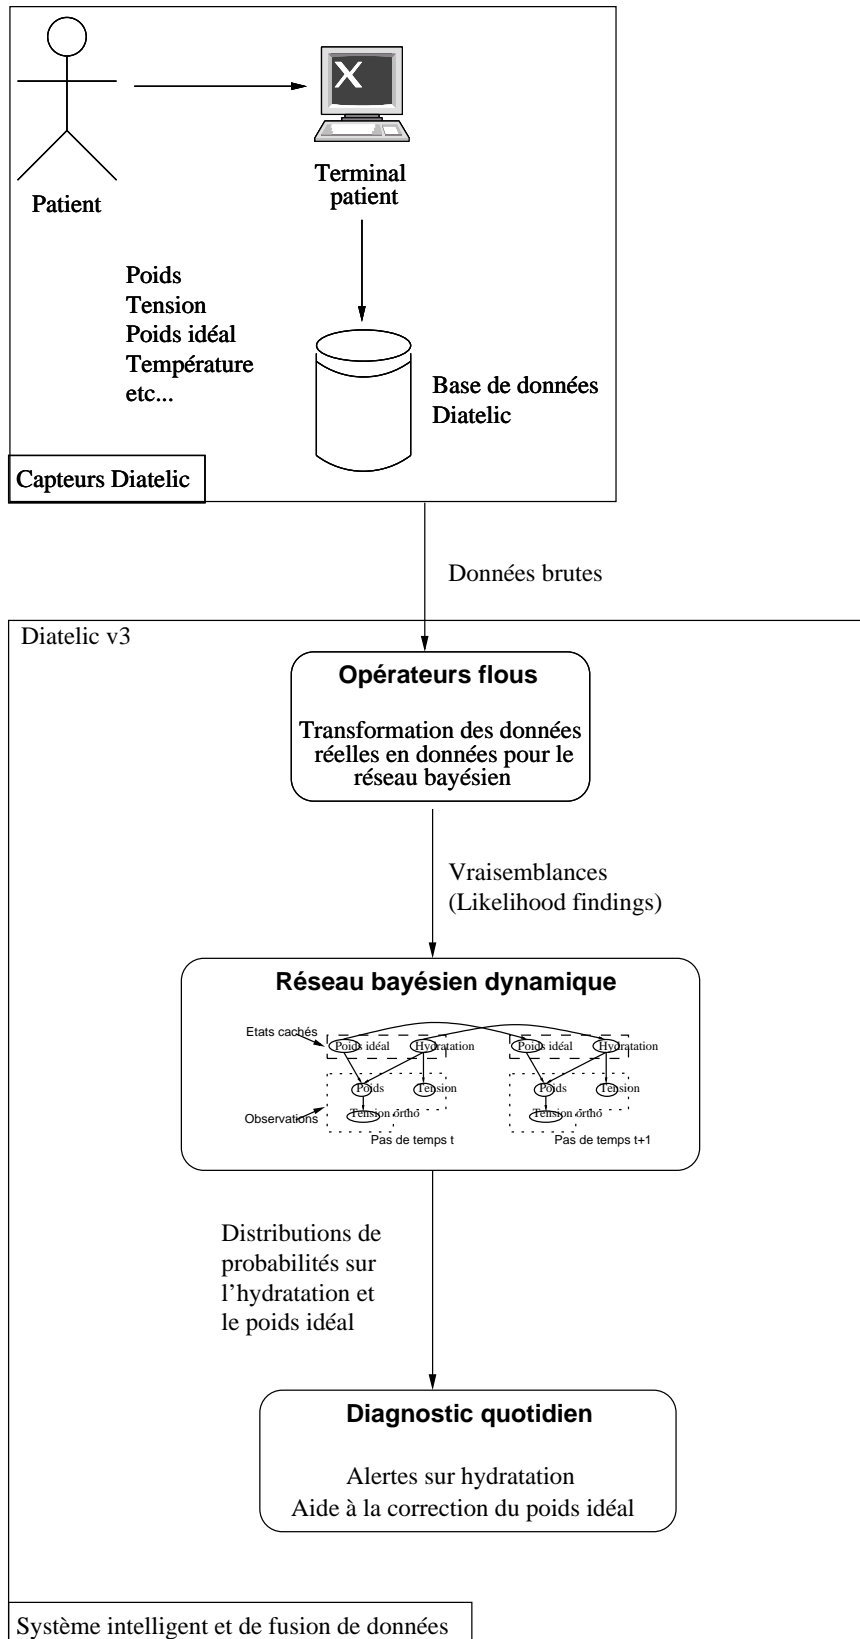 X
Terminal
patient
Patient
Poids
Tension
Poids idéal
Température
etc...
Base de données
Diatelic
Capteurs Diatelic
Données brutes
Diatelic v3
Opérateurs flous
Transformation des données
réelles en données pour le
réseau bayésien
Vraisemblances
(Likelihood findings)
Réseau bayésien dynamique
Etats cachés
Poids idéal
Hydratation
Poids idéal
Hydratation
Poids
Tension
Poids
Tension
Observations
Tension ortho
Tension ortho
Pas de temps t
Pas de temps t+1
Distributions de
probabilités sur
l'hydratation et
le poids idéal
Diagnostic quotidien
Alertes sur hydratation
Aide à la correction du poids idéal
Système intelligent et de fusion de données